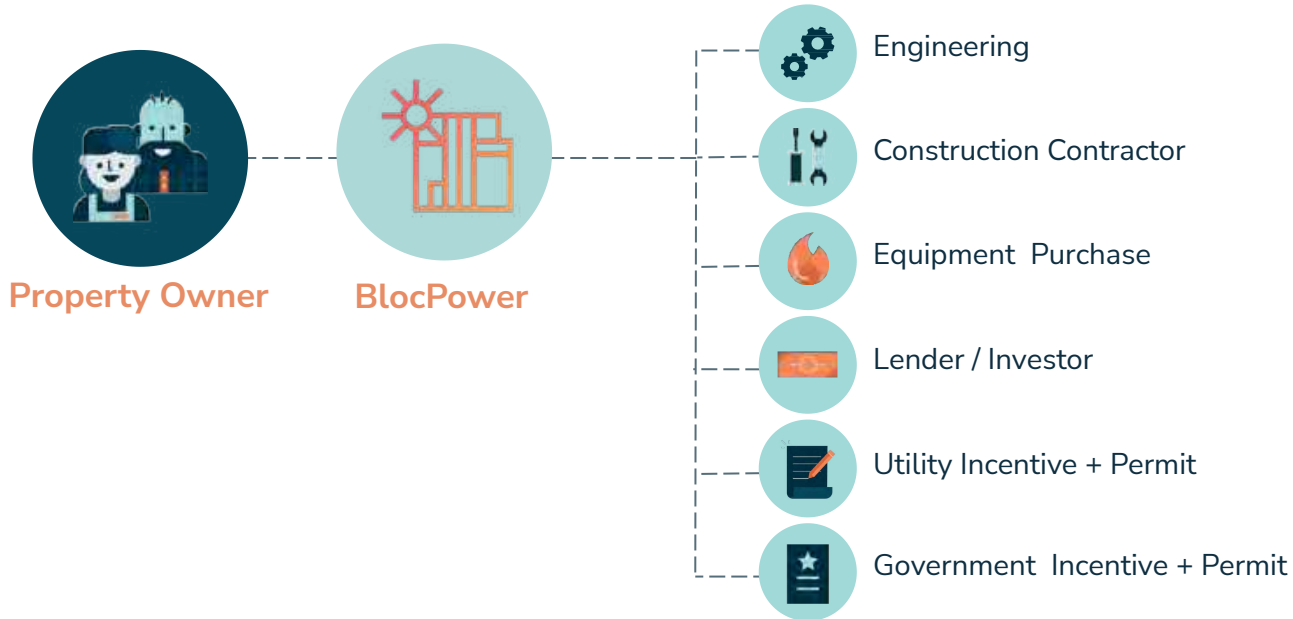 Property Owner
BlocPower
Engineering
Construction Contractor
Equipment Purchase
Lender / Investor
Utility Incentive + Permit
Government Incentive + Permit